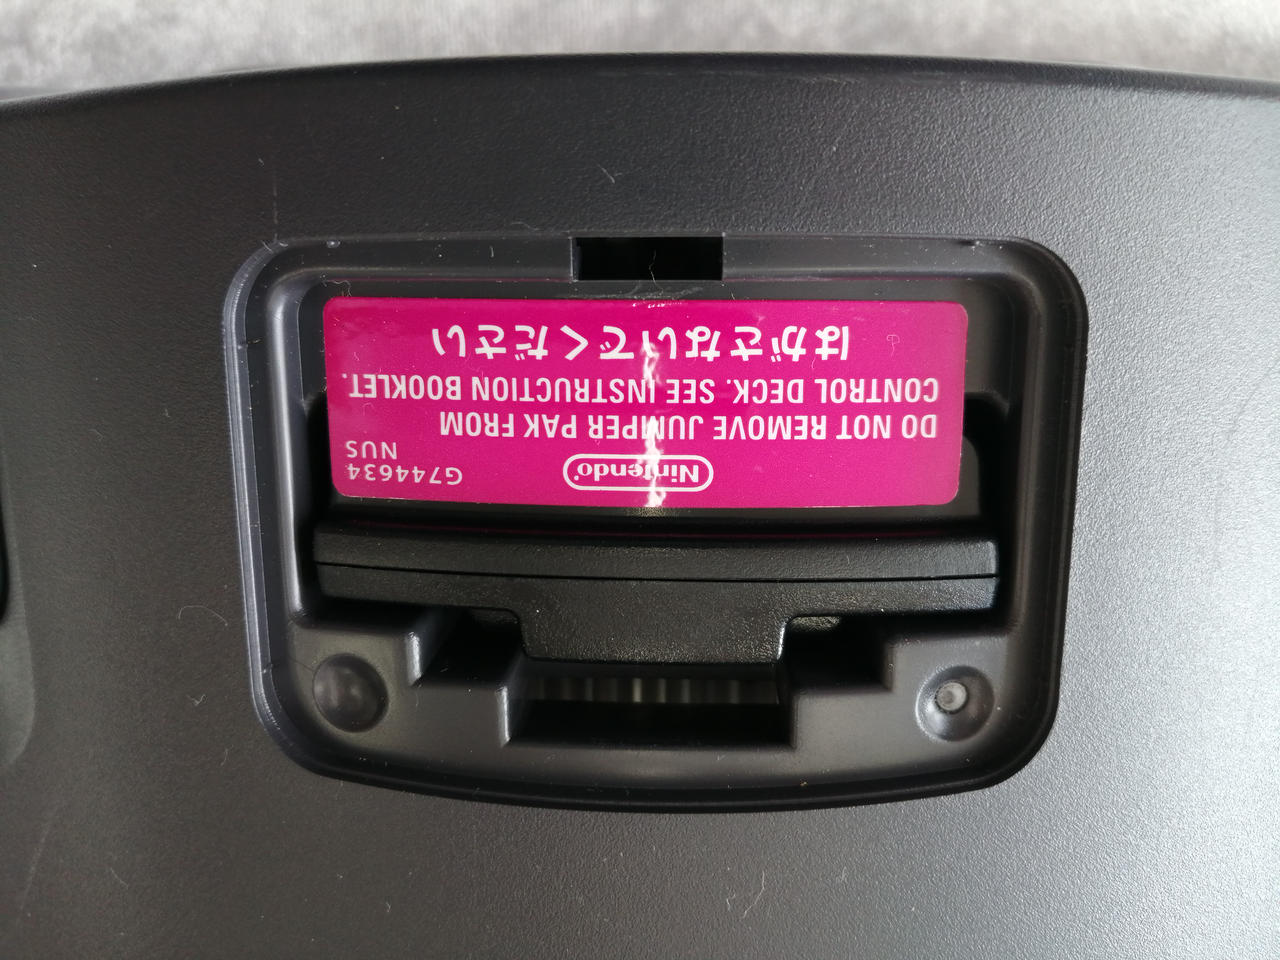 Nintendo®
G744634
NUS
DO NOT REMOVE JUMPER PAK FROM
CONTROL DECK. SEE INSTRUCTION BOOKLET.
はがさないでください